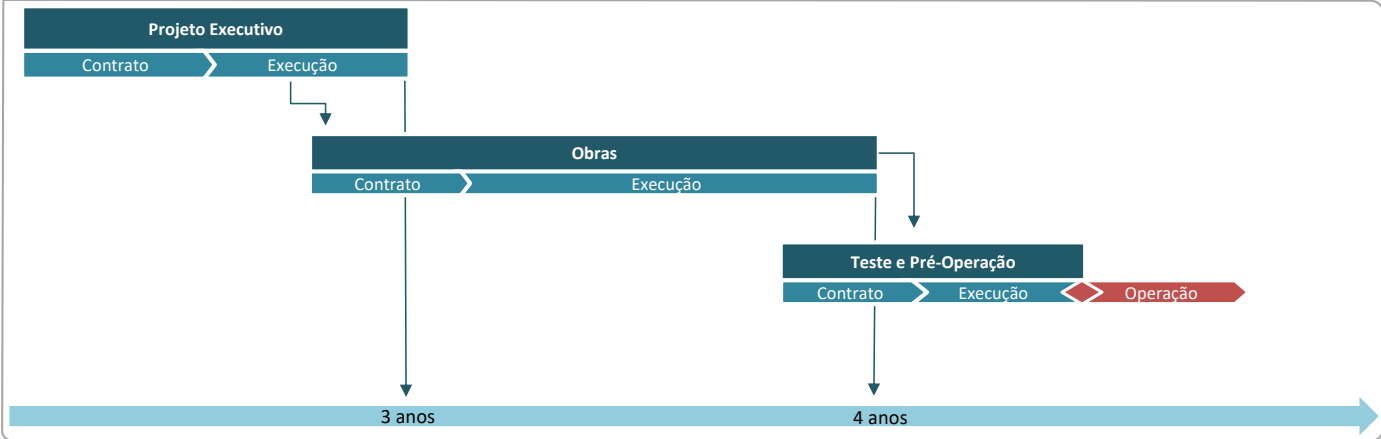 Projeto Executivo
Contrato
Execução
Obras
Contrato
Execução
Teste e Pré-Operação
Contrato
Execução
Operação
3 anos
4 anos